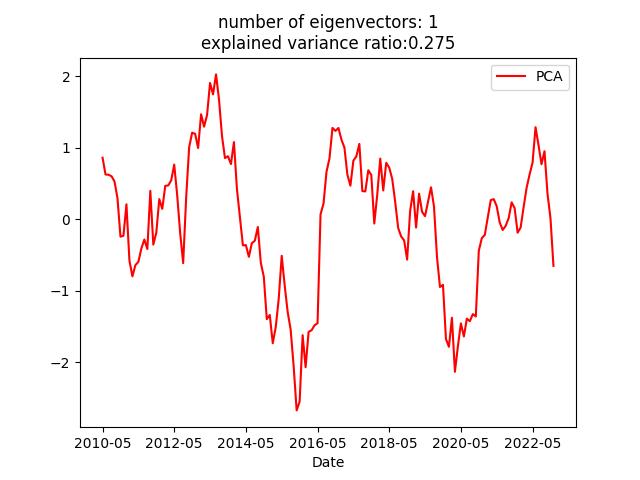 number of eigenvectors: 1
explained variance ratio:0.275
PCA
2
1
0
−1
−2
2010-05 2012-05 2014-05 2016-05 2018-05 2020-05 2022-05
Date